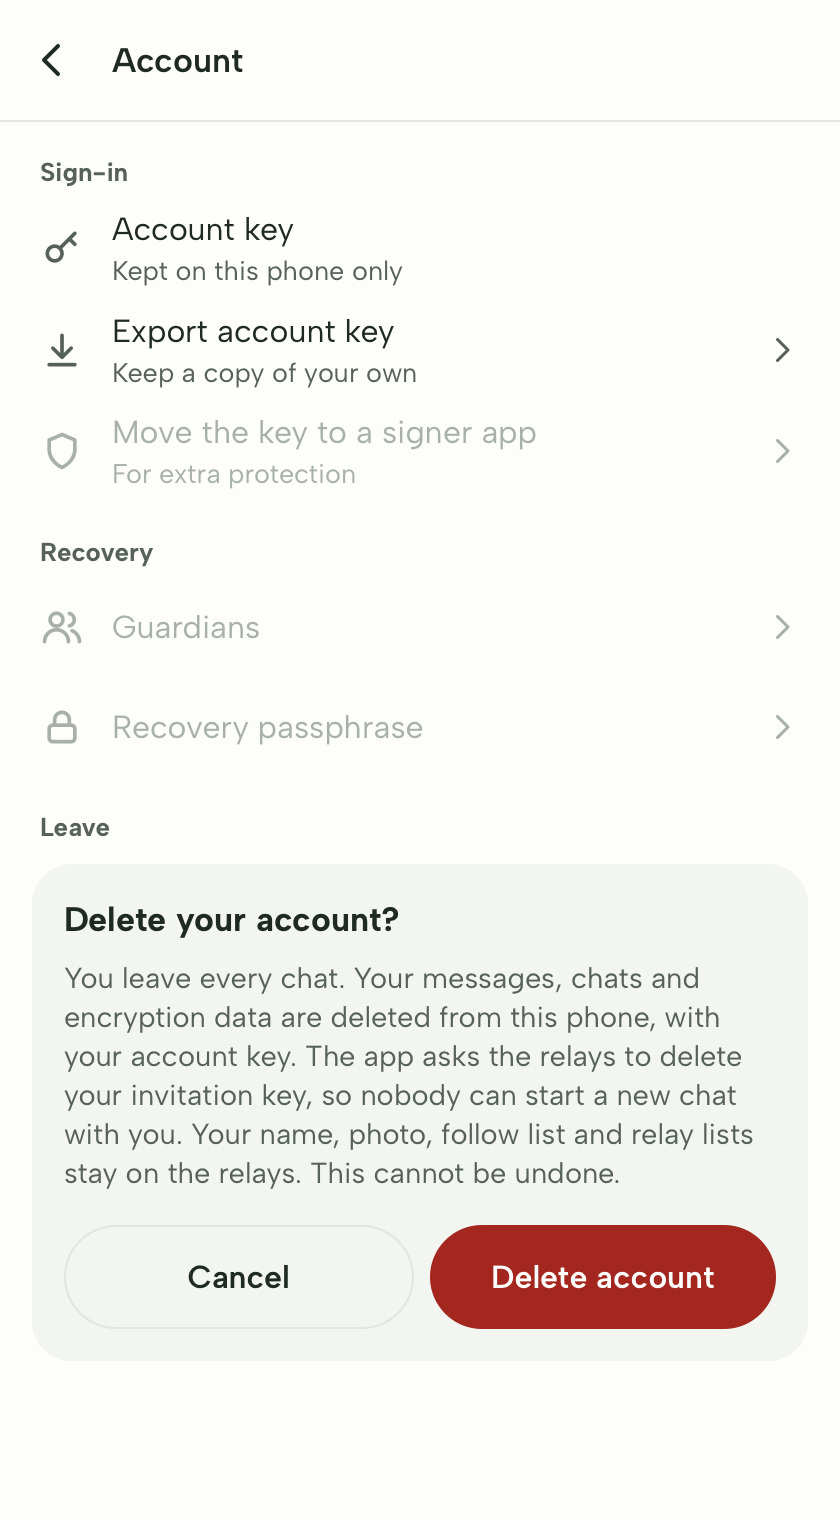 Account
Sign-in
Account key
Kept on this phone only
Export account key
Keep a copy of your own
Move the key to a signer app
For extra protection
Recovery
Guardians
Recovery passphrase
Leave
Delete your account?
You leave every chat. Your messages, chats and
encryption data are deleted from this phone, with
your account key. The app asks the relays to delete
your invitation key, so nobody can start a new chat
with you. Your name, photo, follow list and relay lists
stay on the relays. This cannot be undone.
Cancel
Delete account